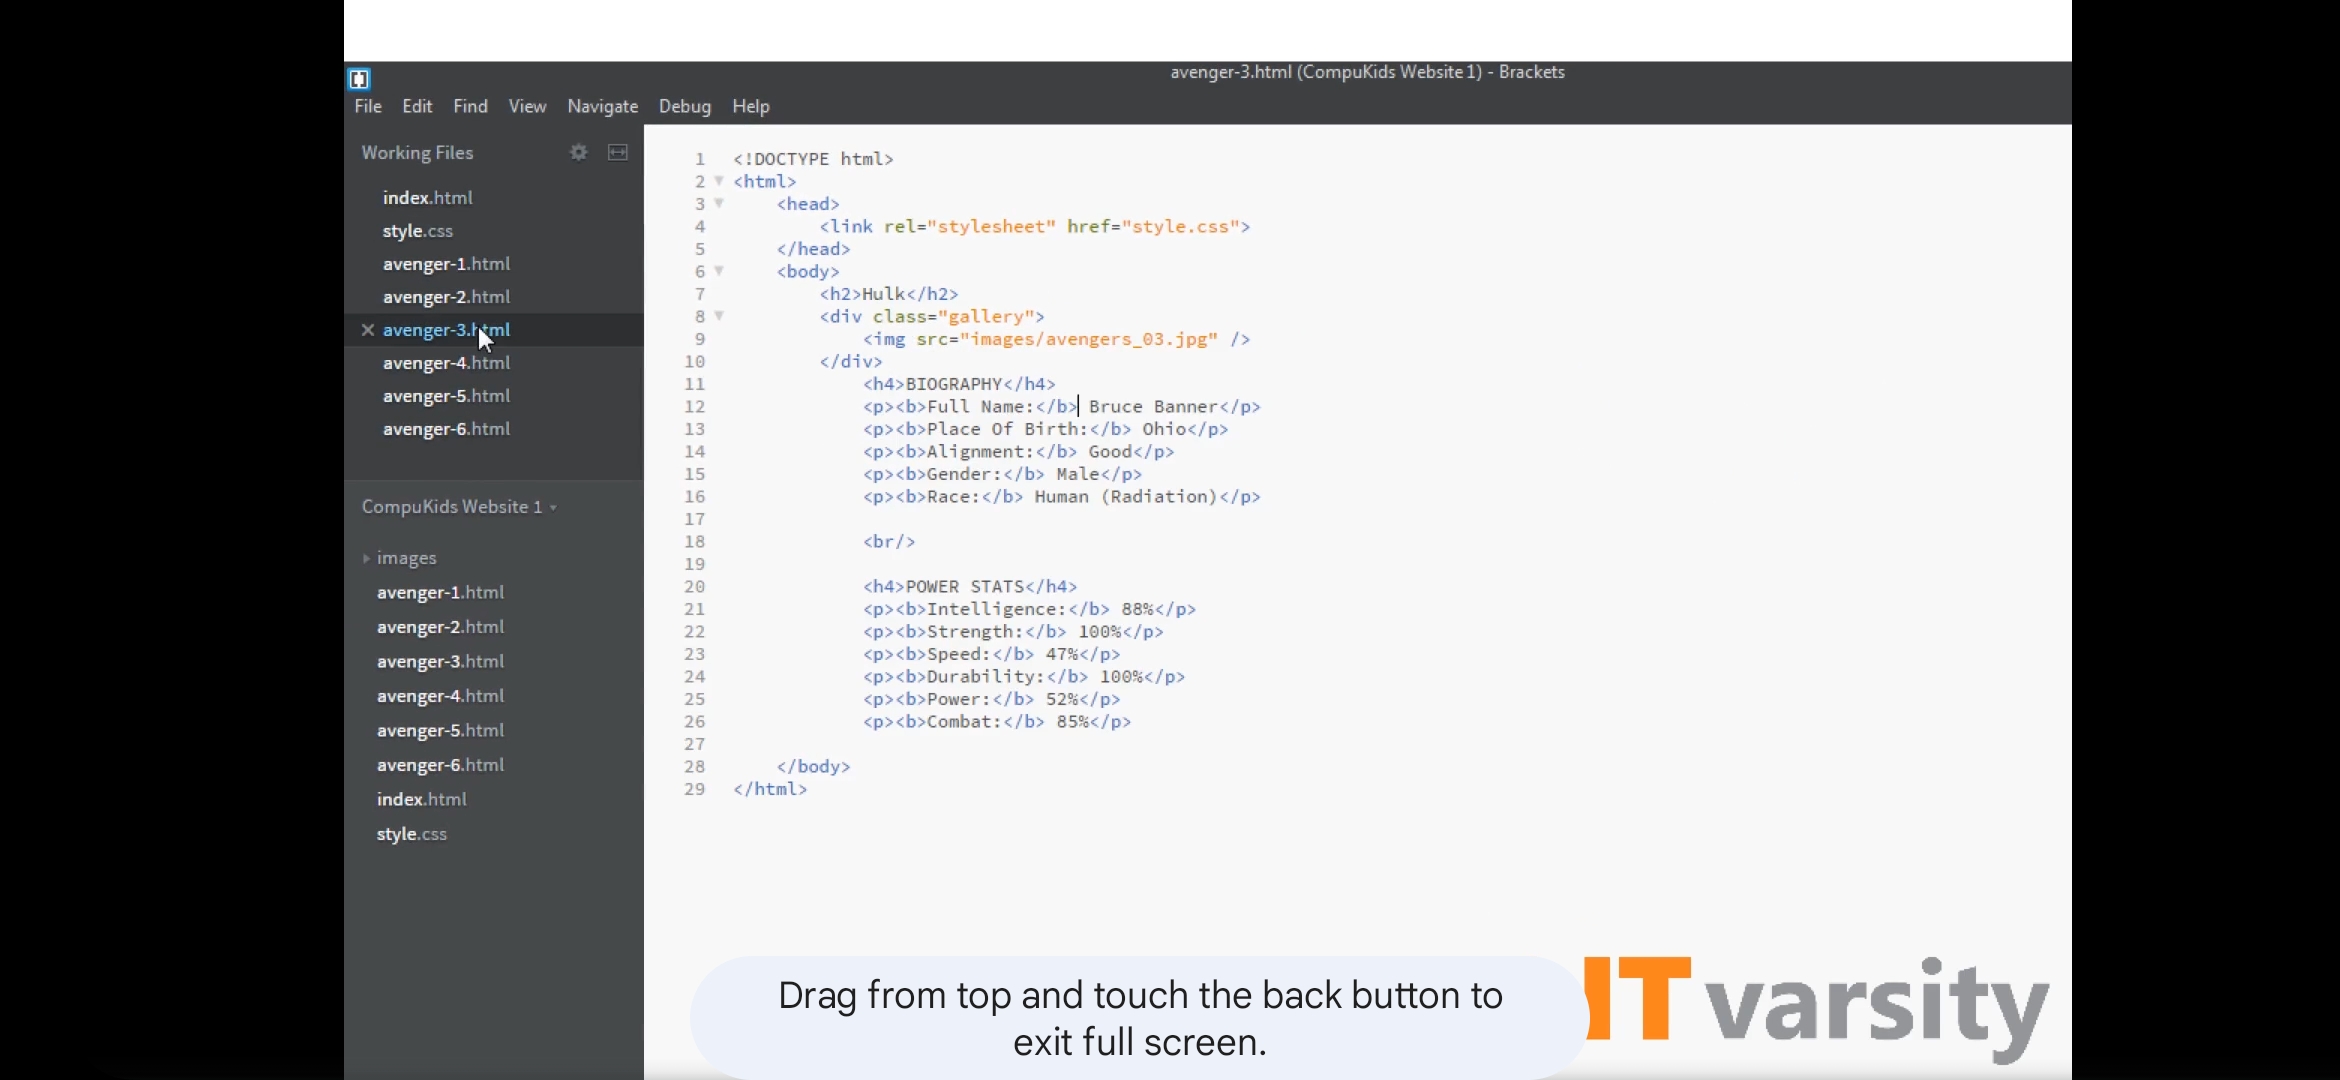 avenger-3.html (CompuKids Website 1) - Brackets
File Edit Find View Navigate Debug Help
Working Files
index.html
style.css
avenger-1.html
avenger-2.html
avenger-3.html
avenger-4.html
avenger-5.html
avenger-6.html
CompuKids Website 1
images
avenger-1.html
avenger-2.html
avenger-3.html
avenger-4.html
avenger-5.html
avenger-6.html
index.html
style.css
1 <!DOCTYPE html>
2 <html>
3 <head>
4 <link rel="stylesheet" href="style.css">
5 </head>
6 <body>
7 <h2>Hulk</h2>
8 <div class="gallery">
9 <img src="images/avengers_03.jpg" />
10 </div>
11 <h4>BIOGRAPHY</h4>
12 <p><b>Full Name:</b> Bruce Banner</p>
13 <p><b>Place Of Birth:</b> Ohio</p>
14 <p><b>Alignment:</b> Good</p>
15 <p><b>Gender:</b> Male</p>
16 <p><b>Race:</b> Human (Radiation)</p>
17
18 <br/>
19
20 <h4>POWER STATS</h4>
21 <p><b>Intelligence:</b> 88%</p>
22 <p><b>Strength:</b> 100%</p>
23 <p><b>Speed:</b> 47%</p>
24 <p><b>Durability:</b> 100%</p>
25 <p><b>Power:</b> 52%</p>
26 <p><b>Combat:</b> 85%</p>
27
28 </body>
29 </html>
Drag from top and touch the back button to
exit full screen.
IT varsity